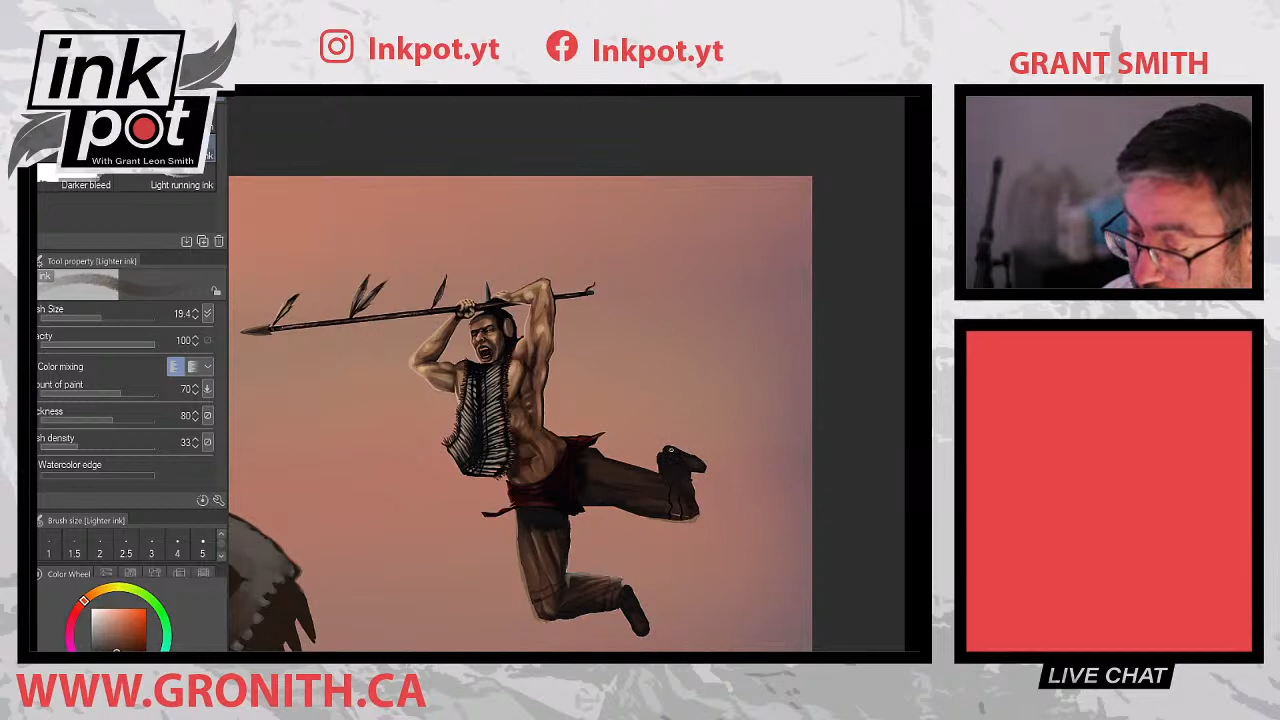 ink
pot
With Grant Leon Smith
Inkpot.yt
Inkpot.yt
GRANT SMITH
Darker bleed
Light running ink
Tool property [Lighter ink]
ink
19.4
100
Color mixing
70
80
33
Watercolor edge
Brush size [Lighter ink]
1 1.5 2 2.5 3 4 5
Color Wheel
WWW.GRONITH.CA
LIVE CHAT